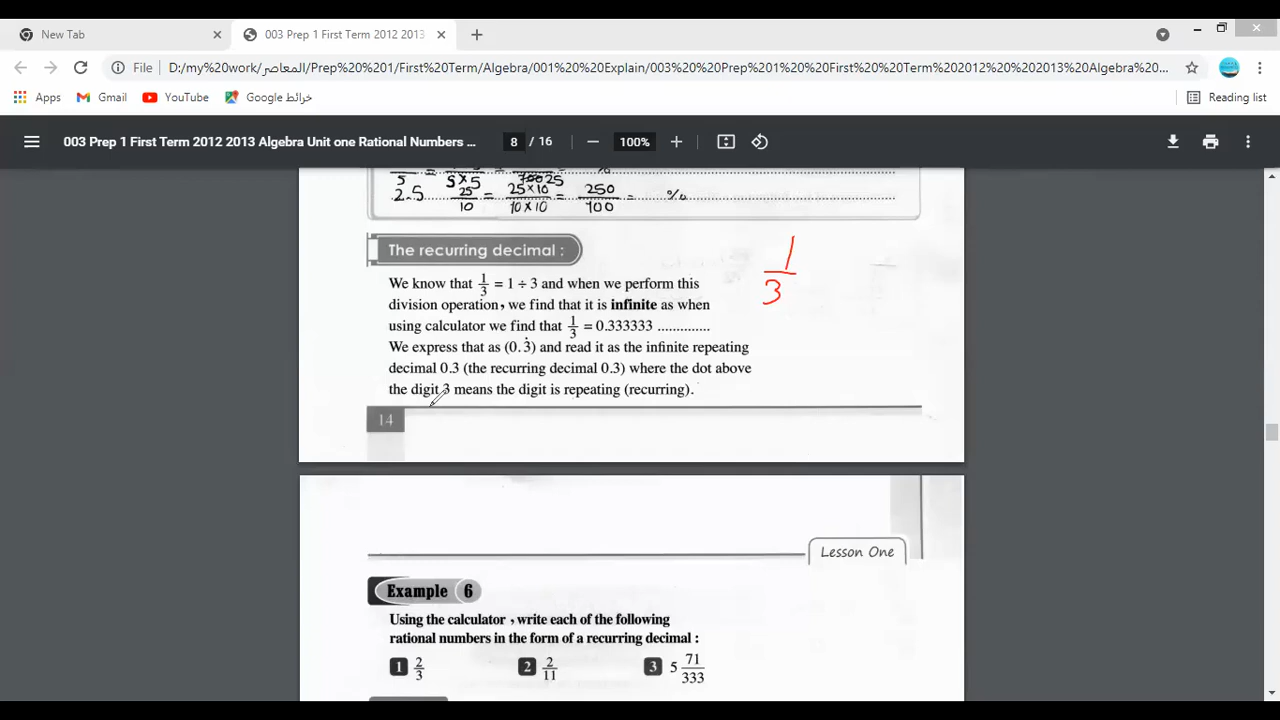 New Tab
003 Prep 1 First Term 2012 2013
File D:/my%20work/المعاصر/Prep%20%201/First%20Term/Algebra/001%20%20Explain/003%20%20Prep%201%20%20First%20%20Term%202012%20%202013%20Algebra%20...
Apps Gmail YouTube خرائط Google Reading list
003 Prep 1 First Term 2012 2013 Algebra Unit one Rational Numbers ... 8 / 16 100%
5 = 5 × 5 = 25 = %
2.5 25/10 = 25 × 10/10 × 10 = 250/100 = %
The recurring decimal :
1/3
We know that 1/3 = 1 ÷ 3 and when we perform this
division operation, we find that it is infinite as when
using calculator we find that 1/3 = 0.333333 ..............
We express that as (0.3̇) and read it as the infinite repeating
decimal 0.3 (the recurring decimal 0.3) where the dot above
the digit 3 means the digit is repeating (recurring).
14
Lesson One
Example 6
Using the calculator , write each of the following
rational numbers in the form of a recurring decimal :
1 2/3 2 2/11 3 5 71/333